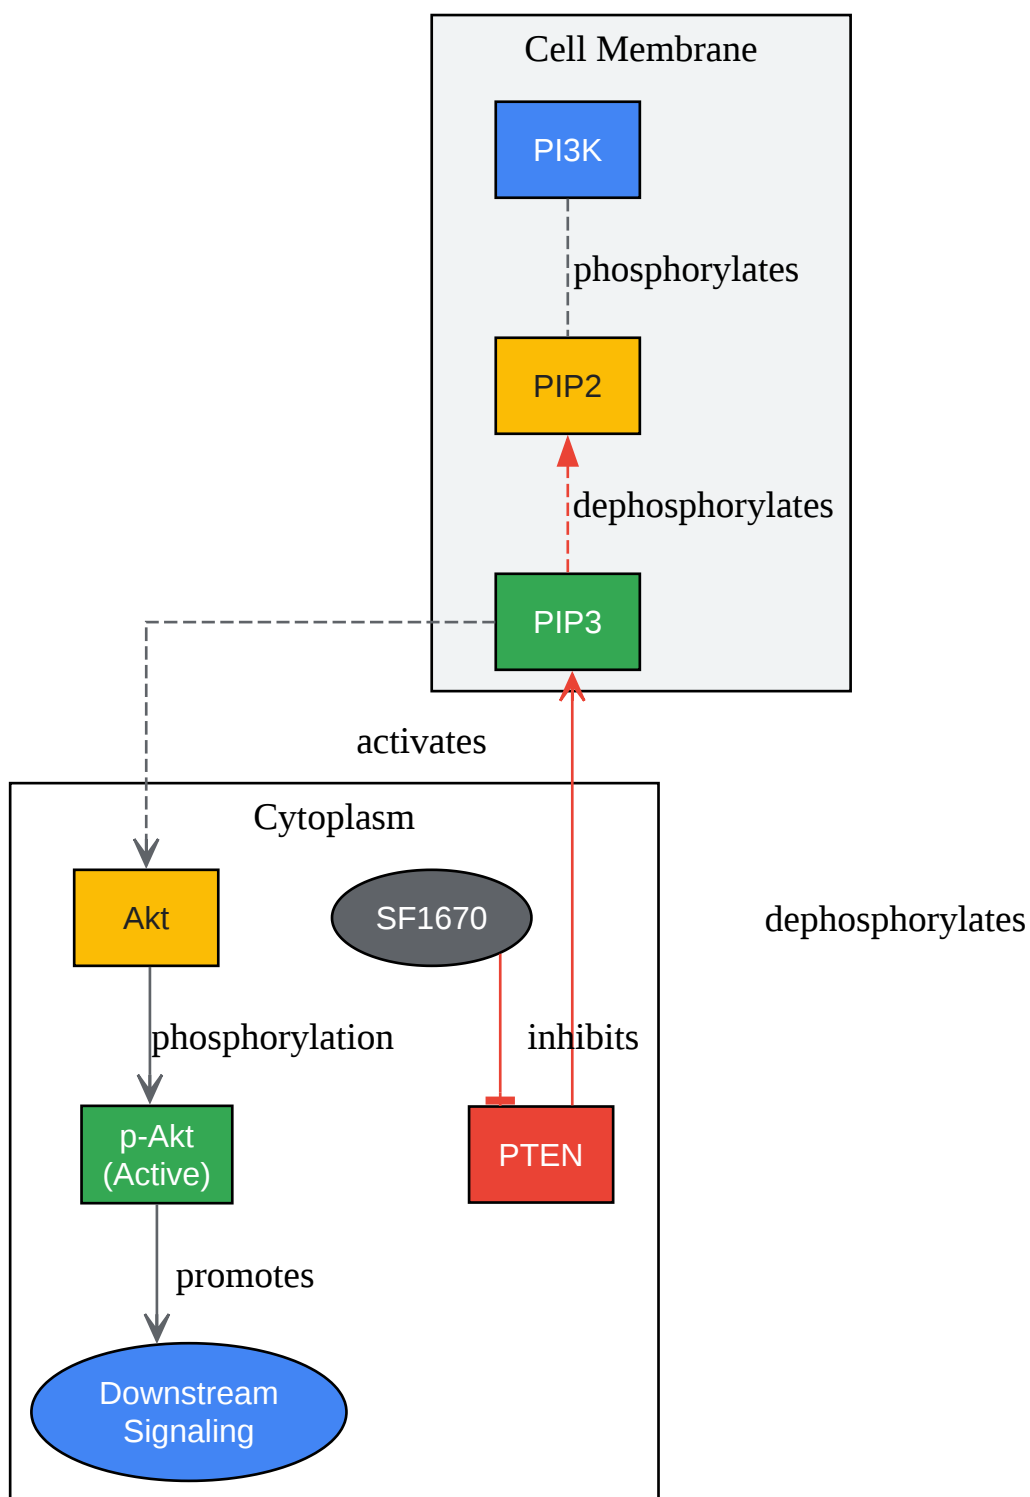 Cell Membrane
PI3K
phosphorylates
PIP2
dephosphorylates
PIP3
activates
Cytoplasm
Akt
SF1670
dephosphorylates
phosphorylation
inhibits
p-Akt
(Active)
PTEN
promotes
Downstream
Signaling